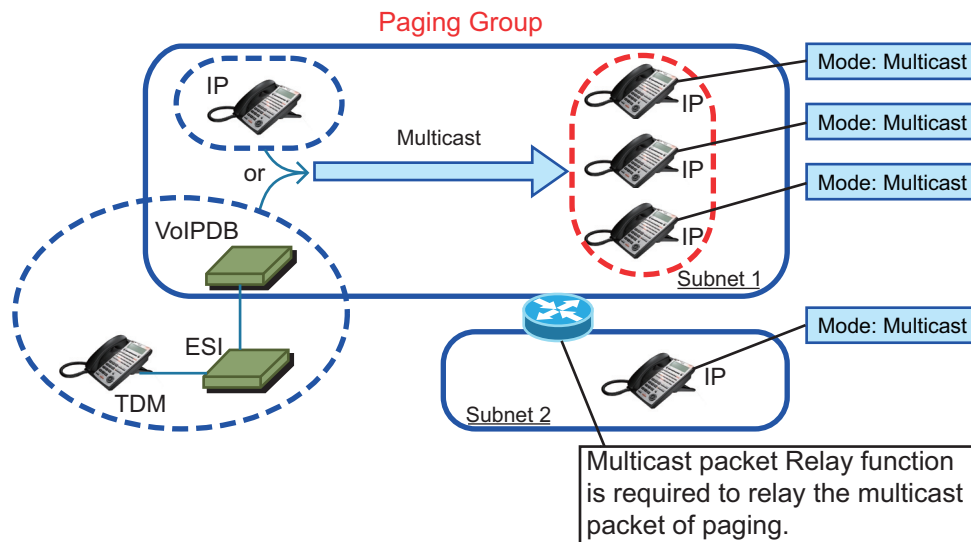 Paging Group
IP
Mode: Multicast
IP
Mode: Multicast
Multicast
or
IP
Mode: Multicast
IP
VoIPDB
Subnet 1
Mode: Multicast
ESI
IP
TDM
Subnet 2
Multicast packet Relay function
is required to relay the multicast
packet of paging.